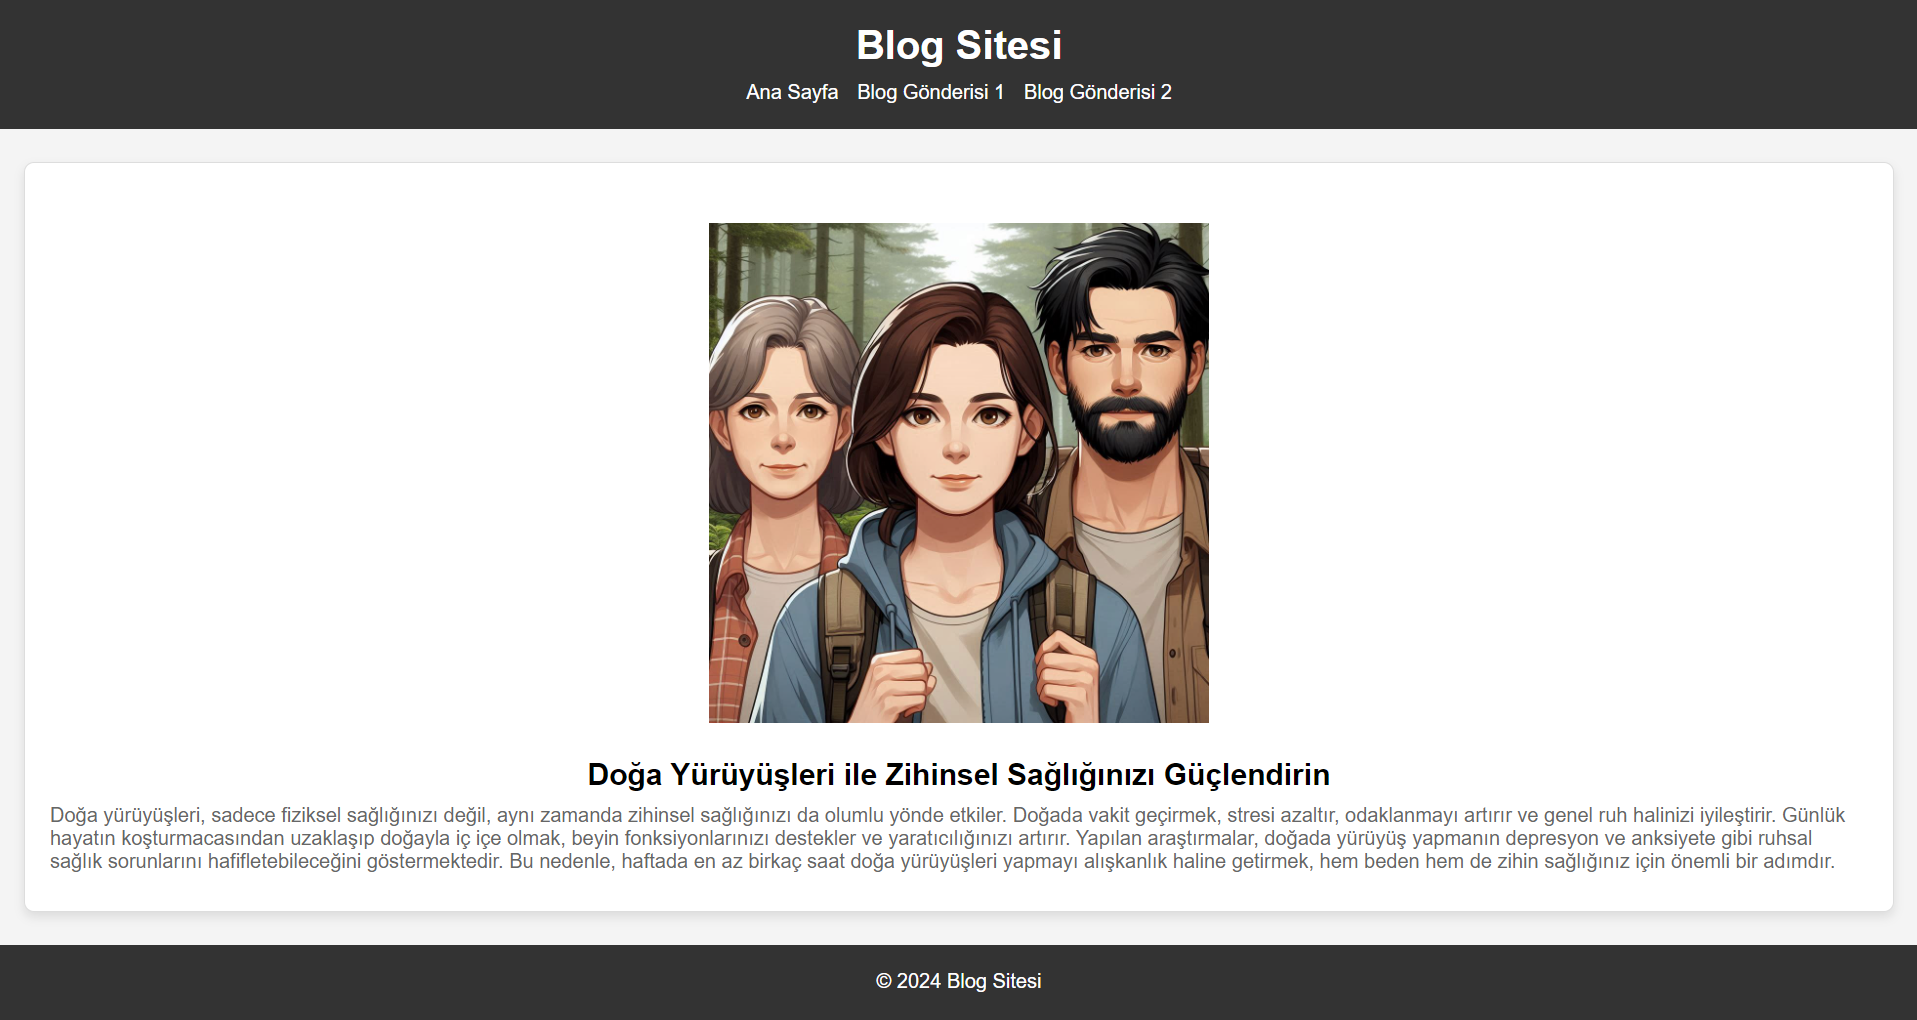 Blog Sitesi
Ana Sayfa Blog Gönderisi 1 Blog Gönderisi 2
Doğa Yürüyüşleri ile Zihinsel Sağlığınızı Güçlendirin
Doğa yürüyüşleri, sadece fiziksel sağlığınızı değil, aynı zamanda zihinsel sağlığınızı da olumlu yönde etkiler. Doğada vakit geçirmek, stresi azaltır, odaklanmayı artırır ve genel ruh halinizi iyileştirir. Günlük
hayatın koşturmacasından uzaklaşıp doğayla iç içe olmak, beyin fonksiyonlarınızı destekler ve yaratıcılığınızı artırır. Yapılan araştırmalar, doğada yürüyüş yapmanın depresyon ve anksiyete gibi ruhsal
sağlık sorunlarını hafifletebileceğini göstermektedir. Bu nedenle, haftada en az birkaç saat doğa yürüyüşleri yapmayı alışkanlık haline getirmek, hem beden hem de zihin sağlığınız için önemli bir adımdır.
© 2024 Blog Sitesi